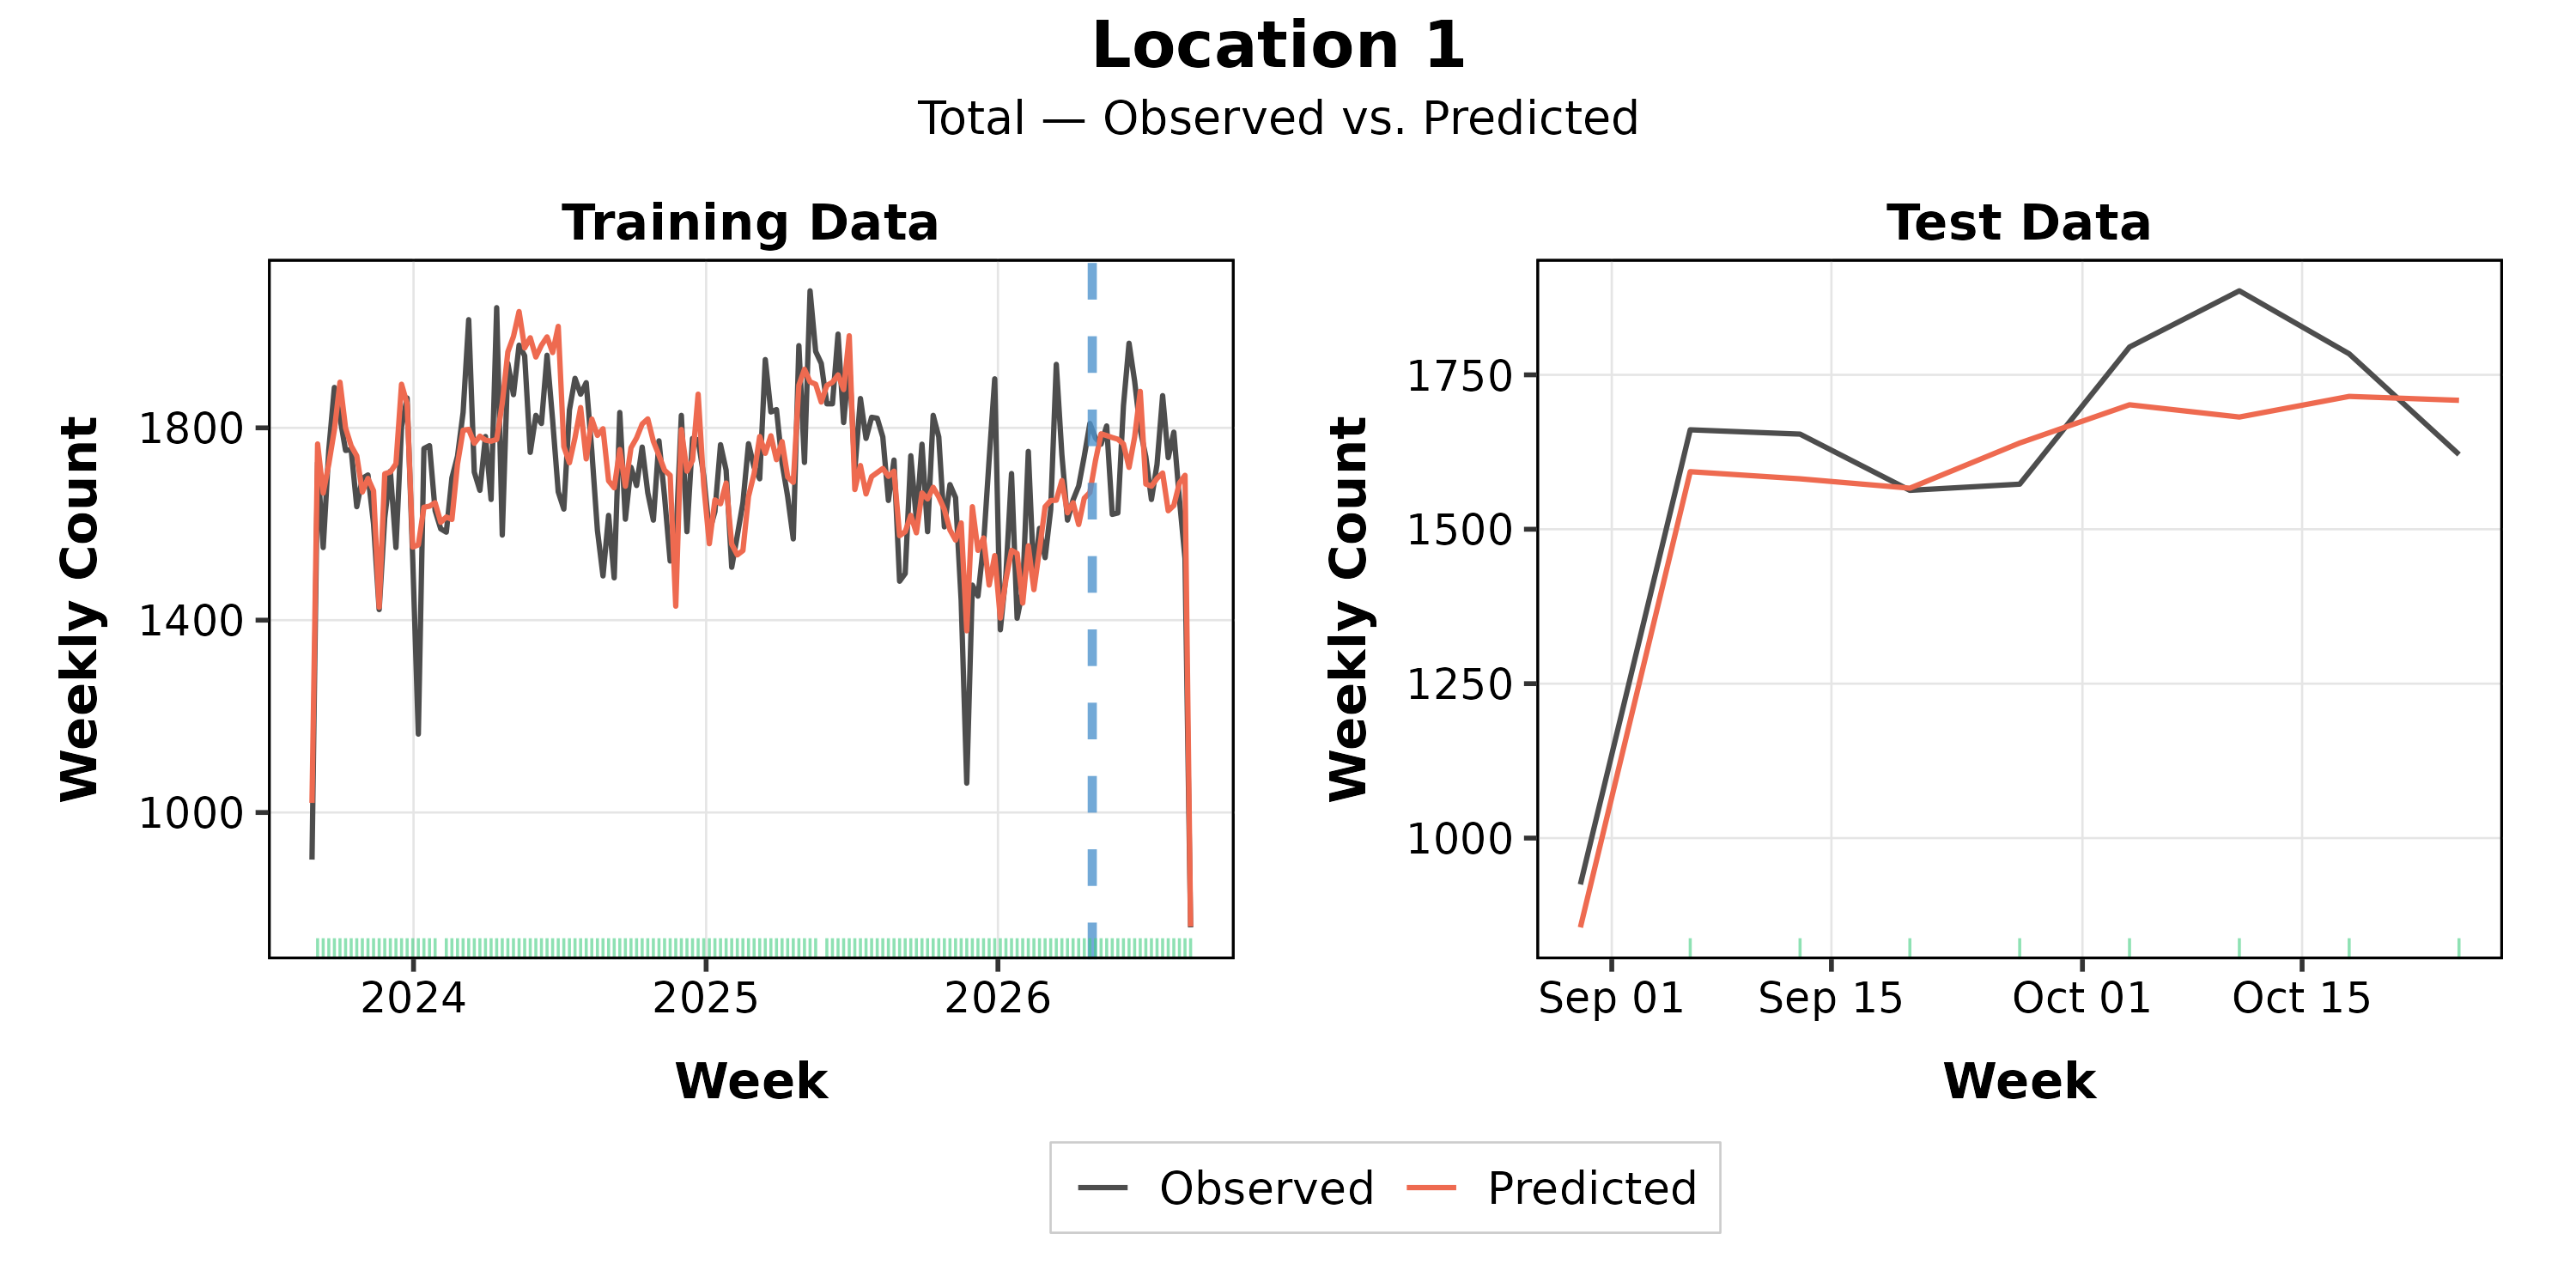 Location 1
Total — Observed vs. Predicted
Training Data
Weekly Count
1800
1400
1000
2024 2025 2026
Week
Test Data
Weekly Count
1750
1500
1250
1000
Sep 01 Sep 15 Oct 01 Oct 15
Week
Observed Predicted